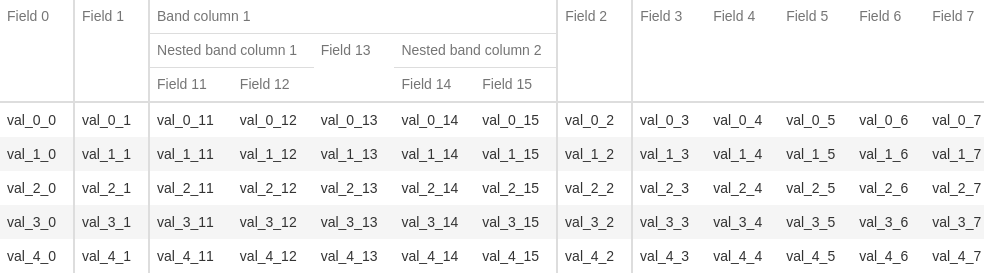 Field 0 Field 1 Band column 1 Field 2 Field 3 Field 4 Field 5 Field 6 Field 7
Nested band column 1 Field 13 Nested band column 2
Field 11 Field 12 Field 14 Field 15
val_0_0 val_0_1 val_0_11 val_0_12 val_0_13 val_0_14 val_0_15 val_0_2 val_0_3 val_0_4 val_0_5 val_0_6 val_0_7
val_1_0 val_1_1 val_1_11 val_1_12 val_1_13 val_1_14 val_1_15 val_1_2 val_1_3 val_1_4 val_1_5 val_1_6 val_1_7
val_2_0 val_2_1 val_2_11 val_2_12 val_2_13 val_2_14 val_2_15 val_2_2 val_2_3 val_2_4 val_2_5 val_2_6 val_2_7
val_3_0 val_3_1 val_3_11 val_3_12 val_3_13 val_3_14 val_3_15 val_3_2 val_3_3 val_3_4 val_3_5 val_3_6 val_3_7
val_4_0 val_4_1 val_4_11 val_4_12 val_4_13 val_4_14 val_4_15 val_4_2 val_4_3 val_4_4 val_4_5 val_4_6 val_4_7